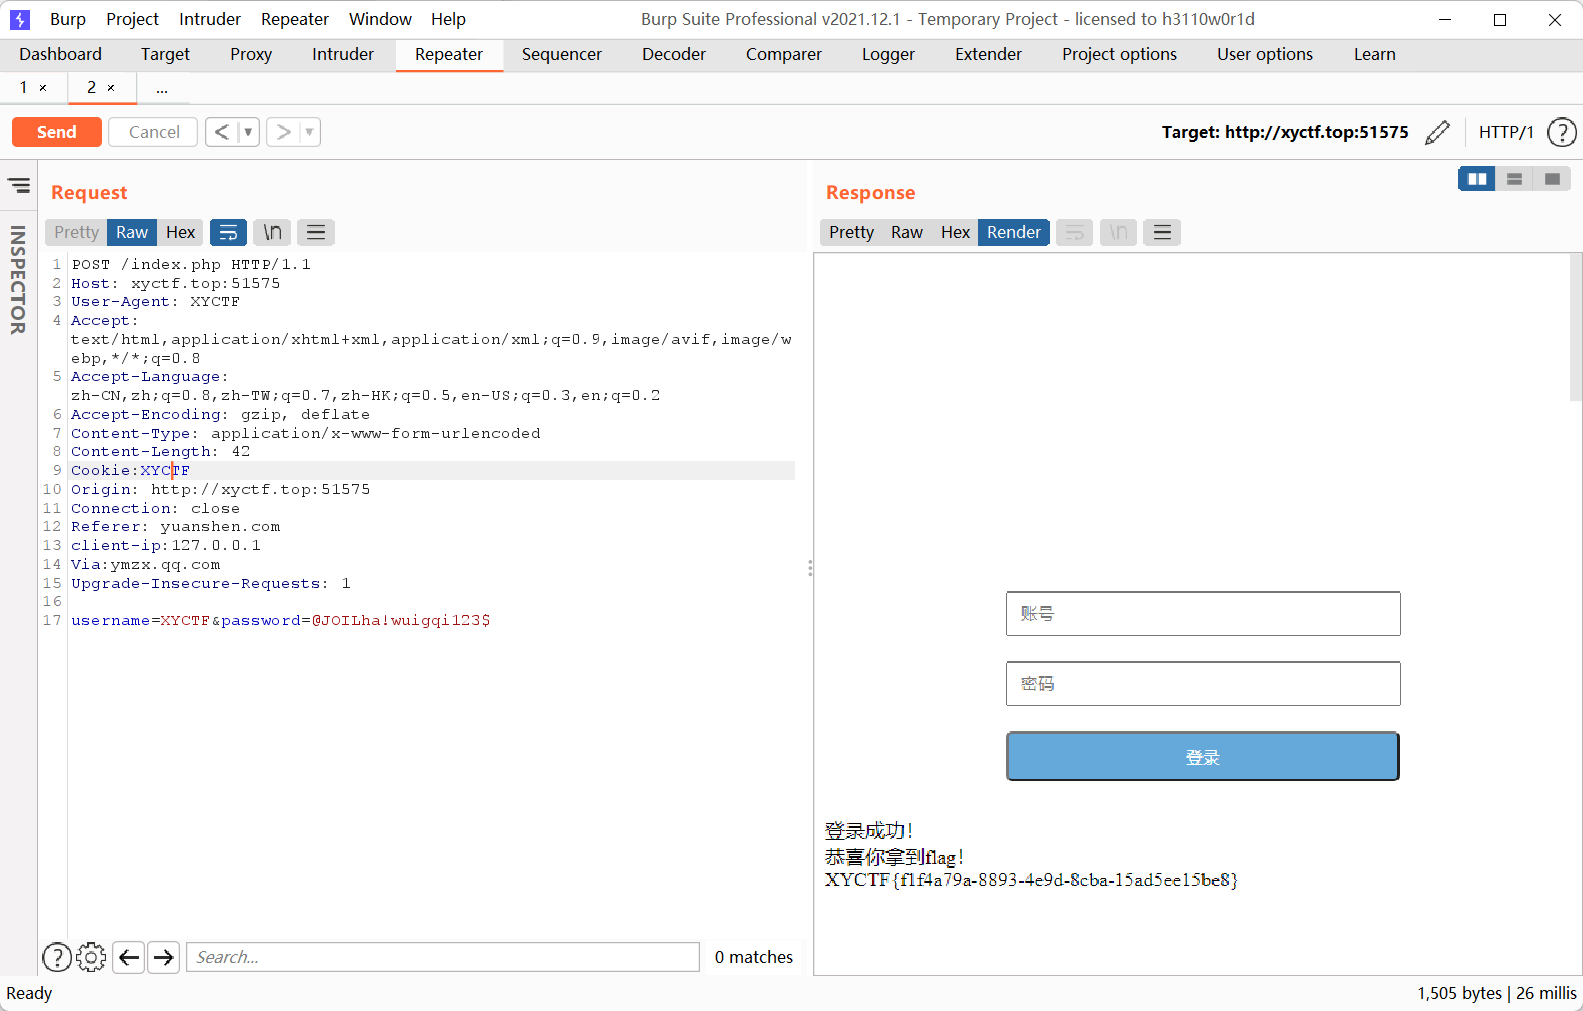 Burp Project Intruder Repeater Window Help Burp Suite Professional v2021.12.1 - Temporary Project - licensed to h3110w0r1d
Dashboard Target Proxy Intruder Repeater Sequencer Decoder Comparer Logger Extender Project options User options Learn
1 × 2 × ...
Send Cancel < > Target: http://xyctf.top:51575 HTTP/1 ?
INSPECTOR
Request
Pretty Raw Hex \n
1 POST /index.php HTTP/1.1
2 Host: xyctf.top:51575
3 User-Agent: XYCTF
4 Accept:
text/html,application/xhtml+xml,application/xml;q=0.9,image/avif,image/w
ebp,*/*;q=0.8
5 Accept-Language:
zh-CN,zh;q=0.8,zh-TW;q=0.7,zh-HK;q=0.5,en-US;q=0.3,en;q=0.2
6 Accept-Encoding: gzip, deflate
7 Content-Type: application/x-www-form-urlencoded
8 Content-Length: 42
9 Cookie:XYCTF
10 Origin: http://xyctf.top:51575
11 Connection: close
12 Referer: yuanshen.com
13 client-ip:127.0.0.1
14 Via:ymzx.qq.com
15 Upgrade-Insecure-Requests: 1
16
17 username=XYCTF&password=@JOILha!wuigqi123$
? Search... 0 matches
Response
Pretty Raw Hex Render \n
账号
密码
登录
登录成功！
恭喜你拿到flag！
XYCTF{f1f4a79a-8893-4e9d-8cba-15ad5ee15be8}
Ready 1,505 bytes | 26 millis